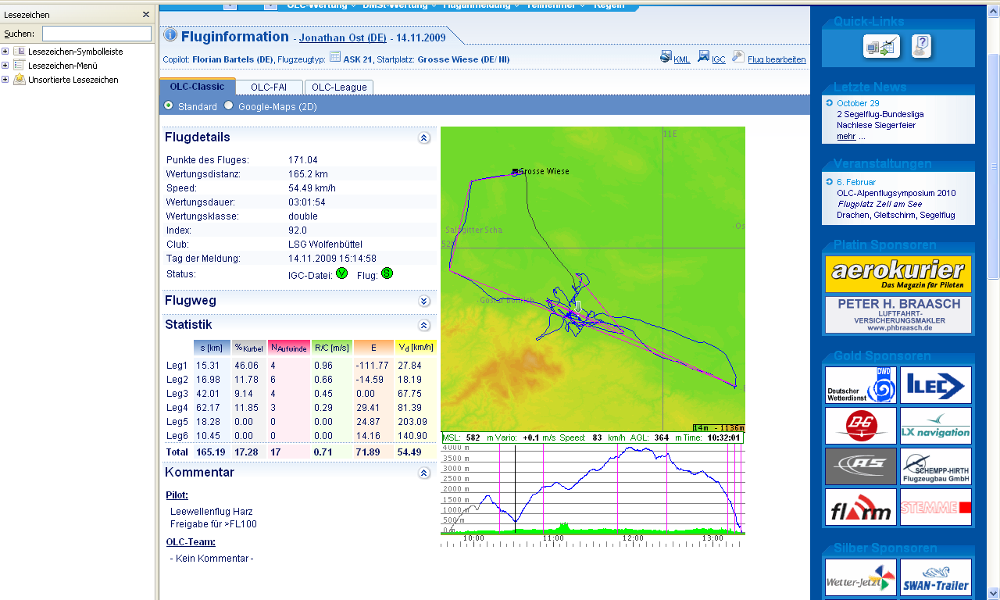 Lesezeichen
Suchen:
Lesezeichen-Symbolleiste
Lesezeichen-Menü
Unsortierte Lesezeichen
OLC-Wertung DMSt-Wertung Fluganmeldung Teilnehmer Regeln
Fluginformation - Jonathan Ost (DE) - 14.11.2009
Copilot: Florian Bartels (DE), Flugzeugtyp: ASK 21, Startplatz: Grosse Wiese (DE/ NI)
KML IGC Flug bearbeiten
OLC-Classic OLC-FAI OLC-League
Standard Google-Maps (2D)
Flugdetails
Punkte des Fluges: 171.04
Wertungsdistanz: 165.2 km
Speed: 54.49 km/h
Wertungsdauer: 03:01:54
Wertungsklasse: double
Index: 92.0
Club: LSG Wolfenbüttel
Tag der Meldung: 14.11.2009 15:14:58
Status: IGC-Datei: V Flug: S
Flugweg
Statistik
s [km] %Kurbel NAufwinde R/C [m/s] E Vd [km/h]
Leg1 15.31 46.06 4 0.96 -111.77 27.84
Leg2 16.98 11.78 6 0.67 -14.59 18.19
Leg3 42.01 9.14 4 0.45 0.00 67.75
Leg4 62.17 11.85 3 0.29 29.41 81.39
Leg5 18.28 0.00 0 0.00 24.87 203.09
Leg6 10.45 0.00 0 0.00 14.16 140.90
Total 165.19 17.28 17 0.71 71.89 54.49
Kommentar
Pilot:
Leewellenflug Harz
Freigabe für >FL100
OLC-Team:
- Kein Kommentar -
11E
Grosse Wiese
Salzgitter Scha
Os
52
Goslar Bollrich
14m - 1136m
MSL: 582 m Vario: +0.1 m/s Speed: 83 km/h AGL: 364 m Time: 10:32:01
4000 m
3500 m
3000 m
2500 m
2000 m
1500 m
1000 m
500 m
0 m
10:00 11:00 12:00 13:00
Quick-Links
Letzte News
October 29
2 Segelflug-Bundesliga
Nachlese Siegerfeier
mehr ...
Veranstaltungen
6. Februar
OLC-Alpenflugsymposium 2010
Flugplatz Zell am See
Drachen, Gleitschirm, Segelflug
Platin Sponsoren
aerokurier
Das Magazin für Piloten
PETER H. BRAASCH
LUFTFAHRT-
VERSICHERUNGSMAKLER
www.phbraasch.de
Gold Sponsoren
DWD
Deutscher
Wetterdienst
ILEC
DG
LX navigation
AS
SCHEMPP-HIRTH
Flugzeugbau GmbH
flarm
STEMME
Silber Sponsoren
Wetter-Jetzt
SWAN-Trailer